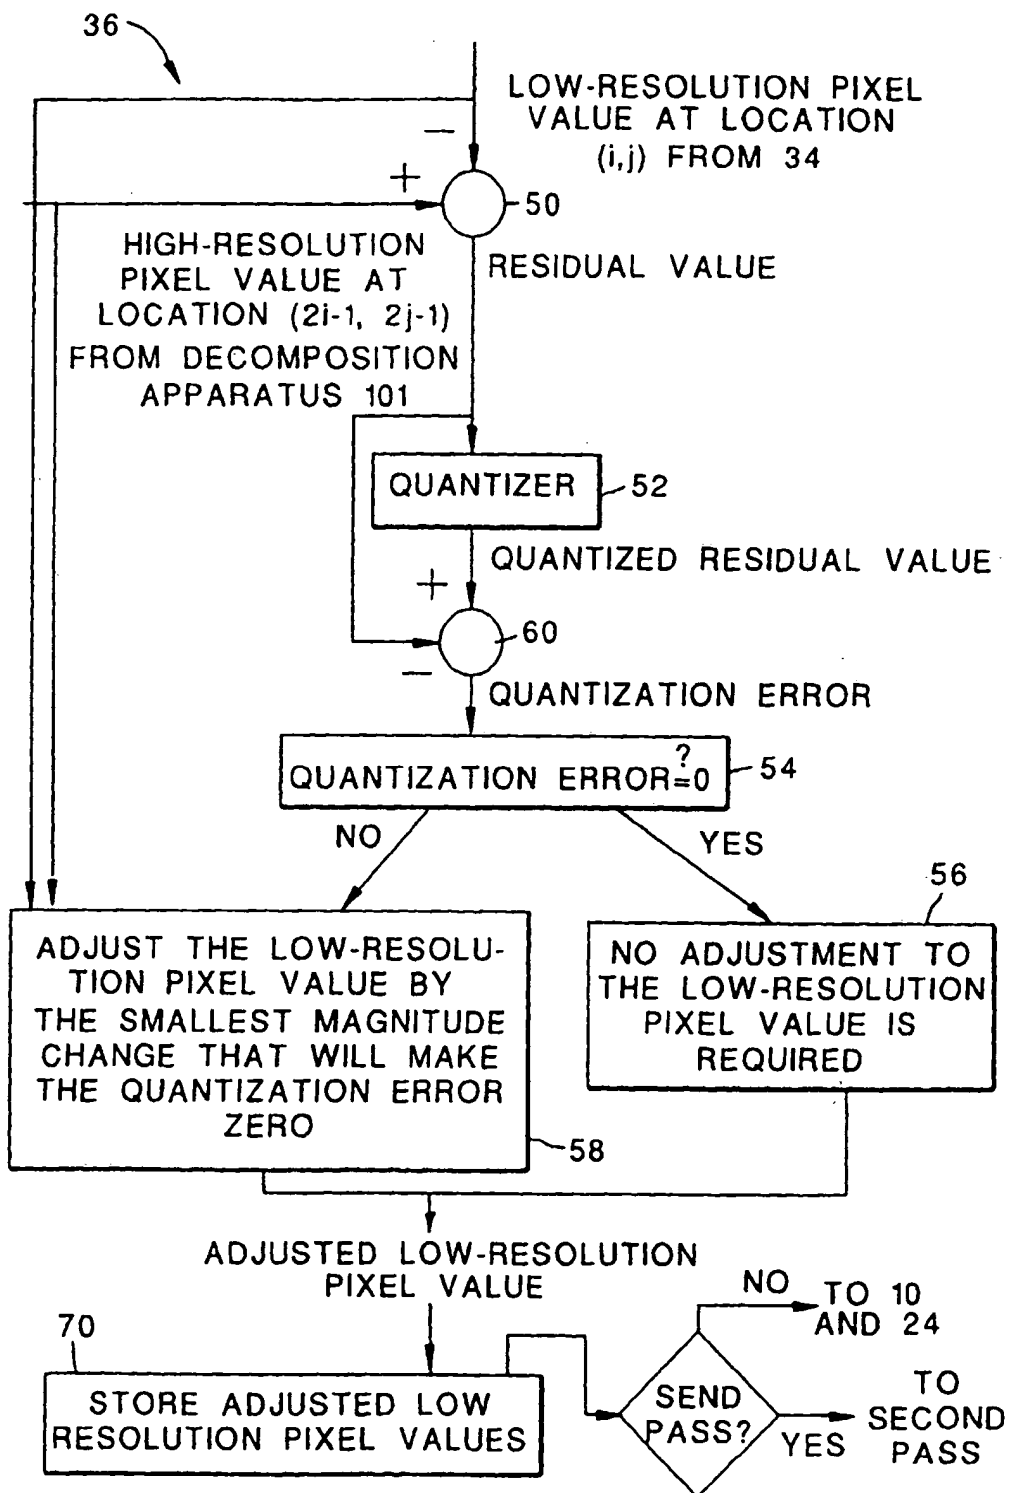 36
LOW-RESOLUTION PIXEL
VALUE AT LOCATION
(i,j) FROM 34
−
+
50
HIGH-RESOLUTION
PIXEL VALUE AT
LOCATION (2i-1, 2j-1)
FROM DECOMPOSITION
APPARATUS 101
RESIDUAL VALUE
QUANTIZER
52
QUANTIZED RESIDUAL VALUE
+
60
−
QUANTIZATION ERROR
QUANTIZATION ERROR=0
?
54
NO
YES
56
ADJUST THE LOW-RESOLU-
TION PIXEL VALUE BY
THE SMALLEST MAGNITUDE
CHANGE THAT WILL MAKE
THE QUANTIZATION ERROR
ZERO
58
NO ADJUSTMENT TO
THE LOW-RESOLUTION
PIXEL VALUE IS
REQUIRED
ADJUSTED LOW-RESOLUTION
PIXEL VALUE
70
STORE ADJUSTED LOW
RESOLUTION PIXEL VALUES
SEND
PASS?
NO
TO 10
AND 24
YES
TO
SECOND
PASS